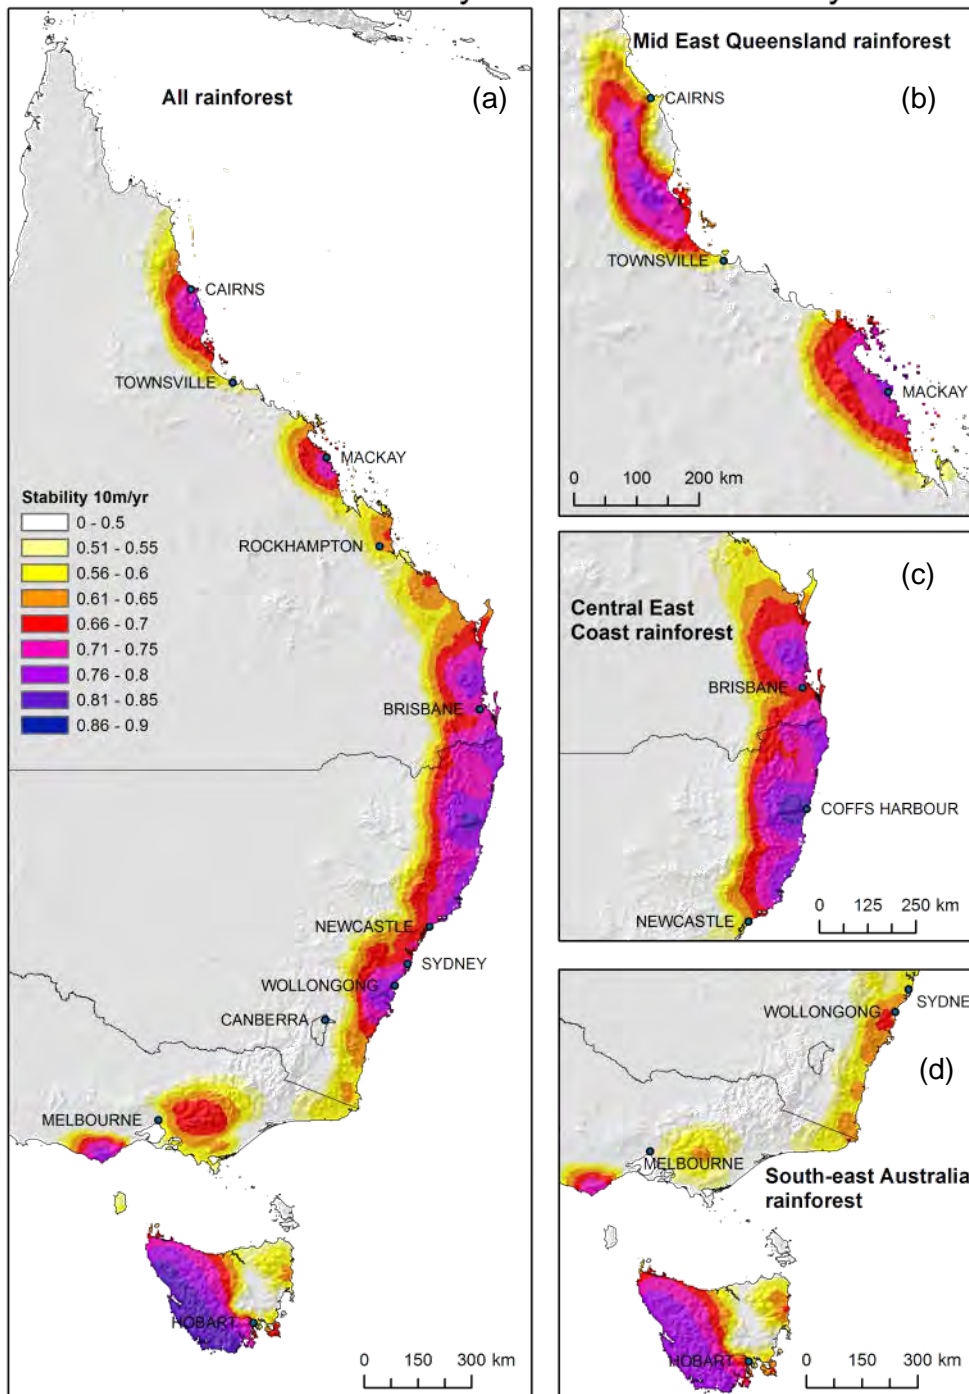 All rainforest
(a)
CAIRNS
TOWNSVILLE
MACKAY
Stability 10m/yr
0 - 0.5
0.51 - 0.55
0.56 - 0.6
0.61 - 0.65
0.66 - 0.7
0.71 - 0.75
0.76 - 0.8
0.81 - 0.85
0.86 - 0.9
ROCKHAMPTON
BRISBANE
NEWCASTLE
SYDNEY
WOLLONGONG
CANBERRA
MELBOURNE
HOBART
0 150 300 km
Mid East Queensland rainforest
(b)
CAIRNS
TOWNSVILLE
MACKAY
0 100 200 km
(c)
Central East
Coast rainforest
BRISBANE
COFFS HARBOUR
NEWCASTLE
0 125 250 km
SYDNE
WOLLONGONG
(d)
MELBOURNE
South-east Australia
rainforest
HOBART
0 150 300 km